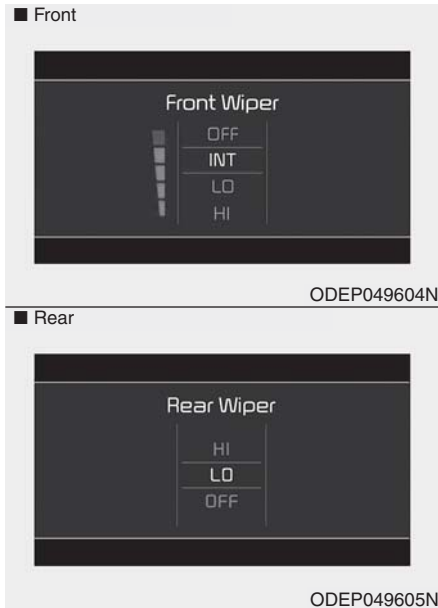 ■ Front
Front Wiper
OFF
INT
LO
HI
ODEP049604N
■ Rear
Rear Wiper
HI
LO
OFF
ODEP049605N